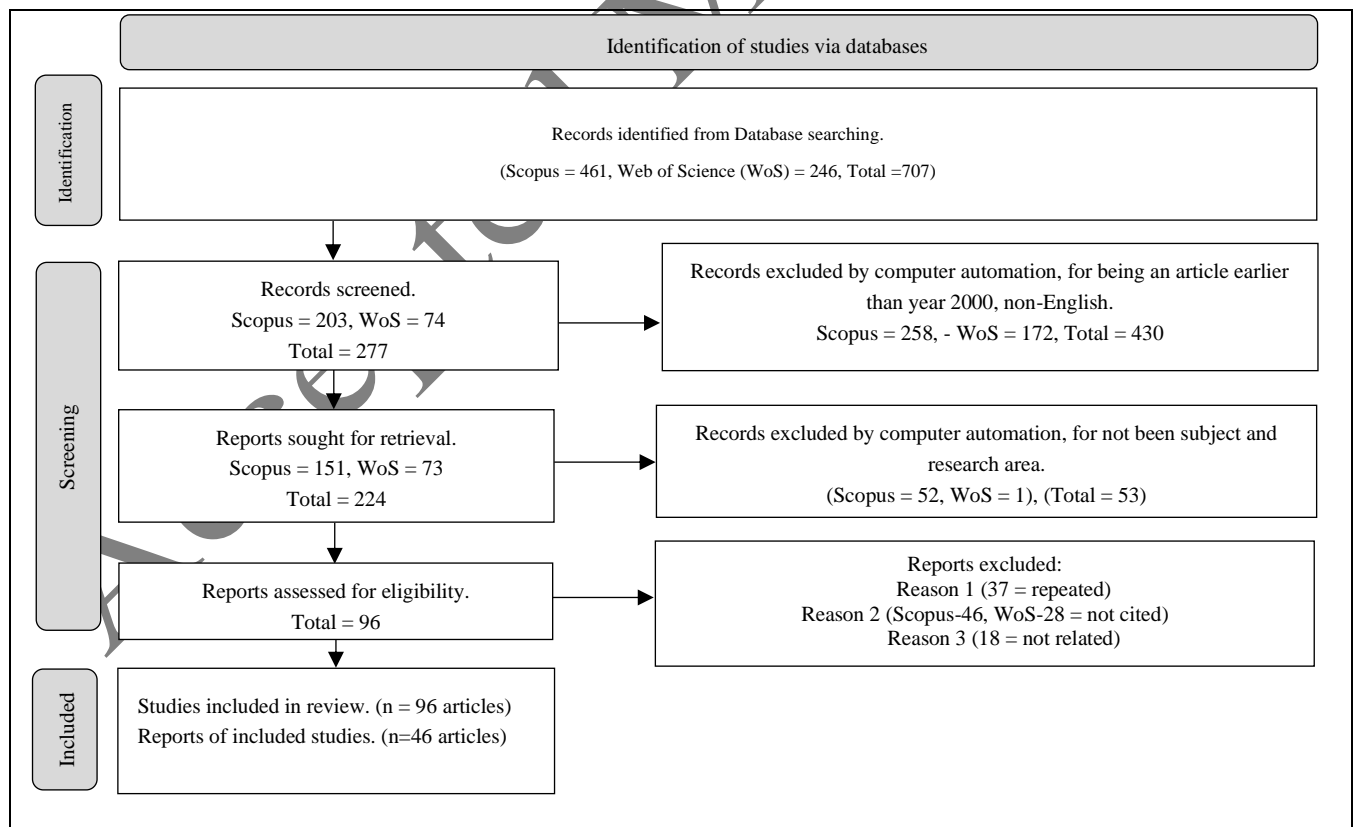 Identification of studies via databases
Identification
Records identified from Database searching.
(Scopus = 461, Web of Science (WoS) = 246, Total =707)
Screening
Records screened.
Scopus = 203, WoS = 74
Total = 277
Records excluded by computer automation, for being an article earlier
than year 2000, non-English.
Scopus = 258, - WoS = 172, Total = 430
Reports sought for retrieval.
Scopus = 151, WoS = 73
Total = 224
Records excluded by computer automation, for not been subject and
research area.
(Scopus = 52, WoS = 1), (Total = 53)
Reports assessed for eligibility.
Total = 96
Reports excluded:
Reason 1 (37 = repeated)
Reason 2 (Scopus-46, WoS-28 = not cited)
Reason 3 (18 = not related)
Included
Studies included in review. (n = 96 articles)
Reports of included studies. (n=46 articles)